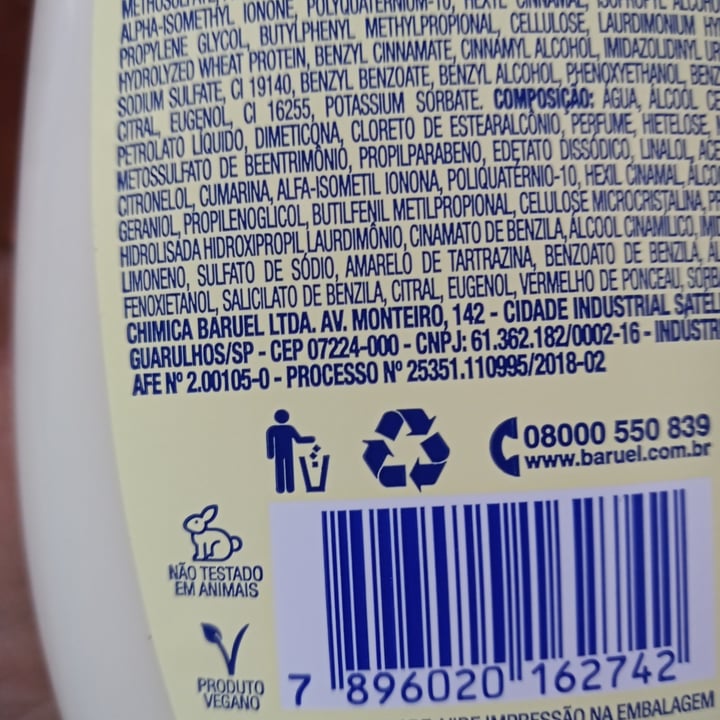 ALPHA-ISOMETHYL IONONE, POLYQUATERNIUM-10, HEXYL CINNAMAL, ISOPROPYL
PROPYLENE GLYCOL, BUTYLPHENYL METHYLPROPIONAL, CELLULOSE, LAURDIMONIUM
HYDROLYZED WHEAT PROTEIN, BENZYL CINNAMATE, CINNAMYL ALCOHOL, IMIDAZOLIDINYL
SODIUM SULFATE, CI 19140, BENZYL BENZOATE, BENZYL ALCOHOL, PHENOXYETHANOL,
CITRAL, EUGENOL, CI 16255, POTASSIUM SORBATE. COMPOSIÇÃO: ÁGUA, ÁLCOOL
PETROLATO LÍQUIDO, DIMETICONA, CLORETO DE ESTEARALCÔNIO, PERFUME, HIETELOSE,
METOSSULFATO DE BEENTRIMÔNIO, PROPILPARABENO, EDETATO DISSÓDICO, LINALOL,
CITRONELOL, CUMARINA, ALFA-ISOMETIL IONONA, POLIQUATÉRNIO-10, HEXIL CINAMAL,
GERANIOL, PROPILENOGLICOL, BUTILFENIL METILPROPIONAL, CELULOSE MICROCRISTALINA,
HIDROLISADA HIDROXIPROPIL LAURDIMÔNIO, CINAMATO DE BENZILA, ÁLCOOL CINAMÍLICO,
LIMONENO, SULFATO DE SÓDIO, AMARELO DE TARTRAZINA, BENZOATO DE BENZILA,
FENOXIETANOL, SALICILATO DE BENZILA, CITRAL, EUGENOL, VERMELHO DE PONCEAU,
CHIMICA BARUEL LTDA. AV. MONTEIRO, 142 - CIDADE INDUSTRIAL
GUARULHOS/SP - CEP 07224-000 - CNPJ: 61.362.182/0002-16 -
AFE Nº 2.00105-0 - PROCESSO Nº 25351.110995/2018-02
08000 550 839
www.baruel.com.br
NÃO TESTADO
EM ANIMAIS
PRODUTO
VEGANO
7 896020 162742
IMPRESSÃO NA EMBALAGEM